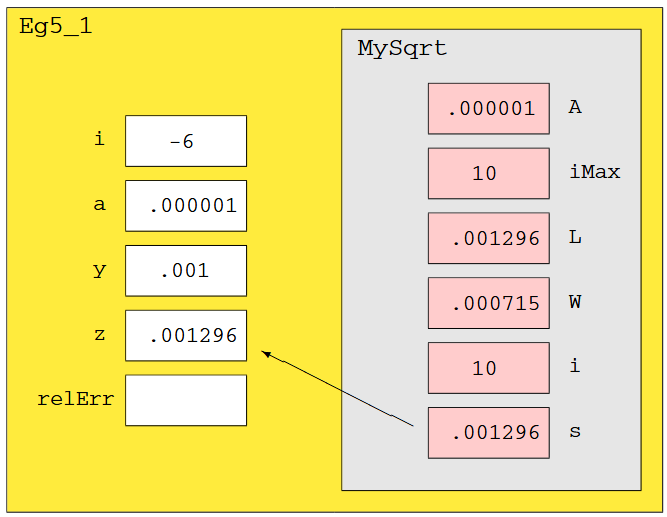 Eg5_1
MySqrt
.000001 A
i -6
10 iMax
a .000001
.001296 L
y .001
.000715 W
z .001296
10 i
relErr
.001296 s